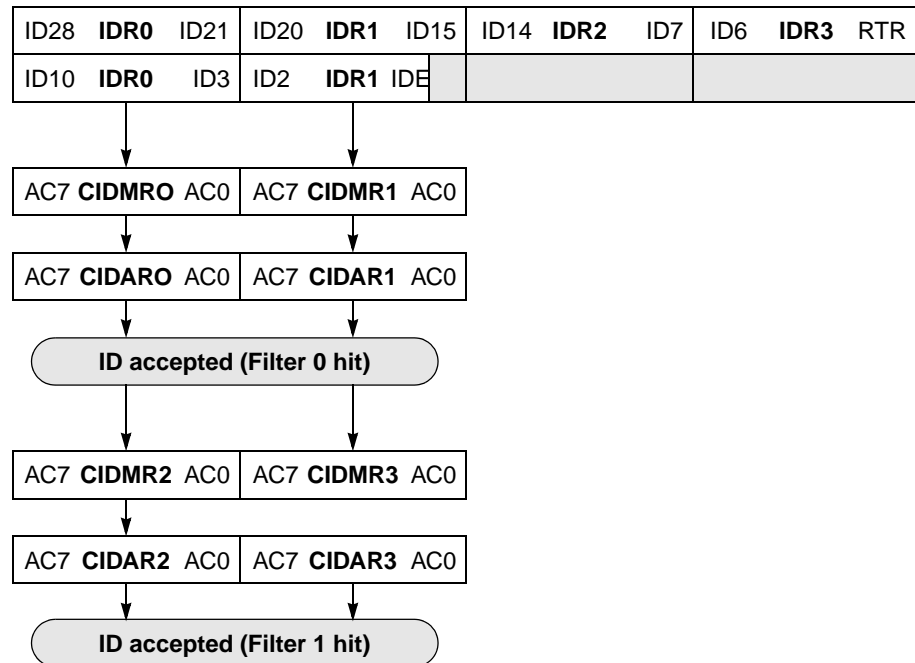 ID28 IDR0 ID21 ID20 IDR1 ID15 ID14 IDR2 ID7 ID6 IDR3 RTR
ID10 IDR0 ID3 ID2 IDR1 IDE
AC7 CIDMRO AC0 AC7 CIDMR1 AC0
AC7 CIDARO AC0 AC7 CIDAR1 AC0
ID accepted (Filter 0 hit)
AC7 CIDMR2 AC0 AC7 CIDMR3 AC0
AC7 CIDAR2 AC0 AC7 CIDAR3 AC0
ID accepted (Filter 1 hit)